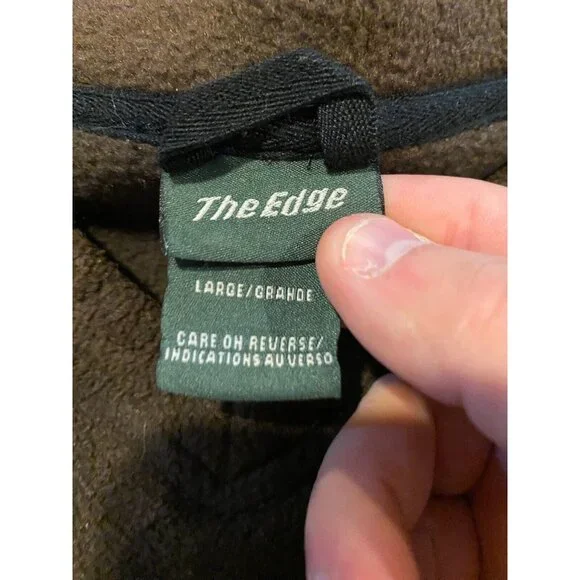 The Edge
LARGE/GRANDE
CARE ON REVERSE/
INDICATIONS AU VERSO